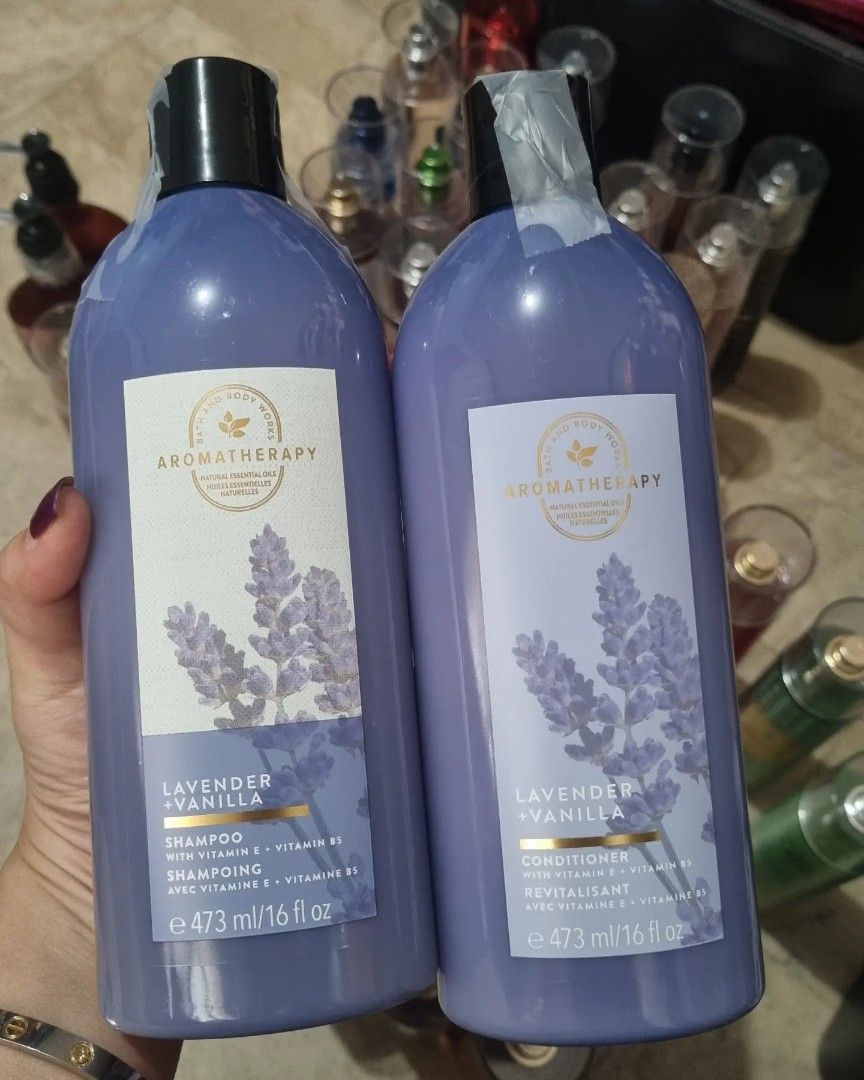 BATH AND BODY WORKS
AROMATHERAPY
NATURAL ESSENTIAL OILS
HUILES ESSENTIELLES
NATURELLES
LAVENDER
+VANILLA
SHAMPOO
WITH VITAMIN E + VITAMIN B5
SHAMPOING
AVEC VITAMINE E + VITAMINE B5
e 473 ml/16 fl oz
BATH AND BODY WORKS
AROMATHERAPY
NATURAL ESSENTIAL OILS
HUILES ESSENTIELLES
NATURELLES
LAVENDER
+VANILLA
CONDITIONER
WITH VITAMIN E + VITAMIN B5
REVITALISANT
AVEC VITAMINE E + VITAMINE B5
e 473 ml/16 fl oz